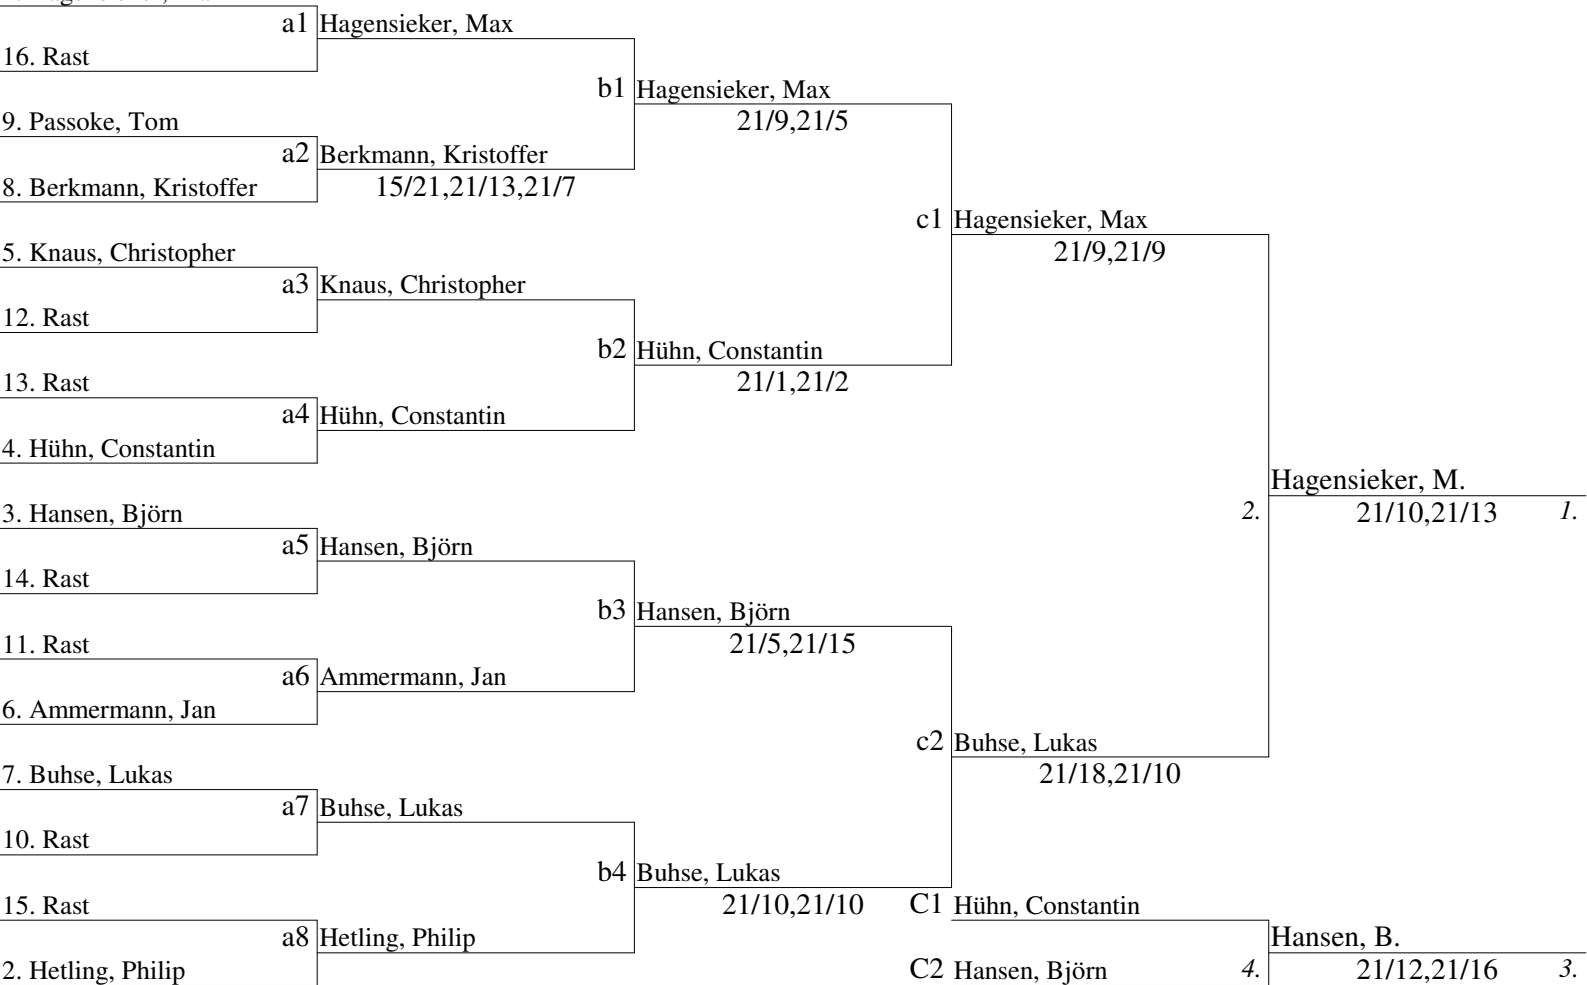 a1 Hagensieker, Max
16. Rast
b1 Hagensieker, Max
21/9,21/5
9. Passoke, Tom
a2 Berkmann, Kristoffer
8. Berkmann, Kristoffer
15/21,21/13,21/7
c1 Hagensieker, Max
21/9,21/9
5. Knaus, Christopher
a3 Knaus, Christopher
12. Rast
b2 Hühn, Constantin
21/1,21/2
13. Rast
a4 Hühn, Constantin
4. Hühn, Constantin
Hagensieker, M.
2. 21/10,21/13 1.
3. Hansen, Björn
a5 Hansen, Björn
14. Rast
b3 Hansen, Björn
21/5,21/15
11. Rast
a6 Ammermann, Jan
6. Ammermann, Jan
c2 Buhse, Lukas
21/18,21/10
7. Buhse, Lukas
a7 Buhse, Lukas
10. Rast
b4 Buhse, Lukas
21/10,21/10
15. Rast
C1 Hühn, Constantin
a8 Hetling, Philip
Hansen, B.
2. Hetling, Philip
C2 Hansen, Björn
4. 21/12,21/16 3.